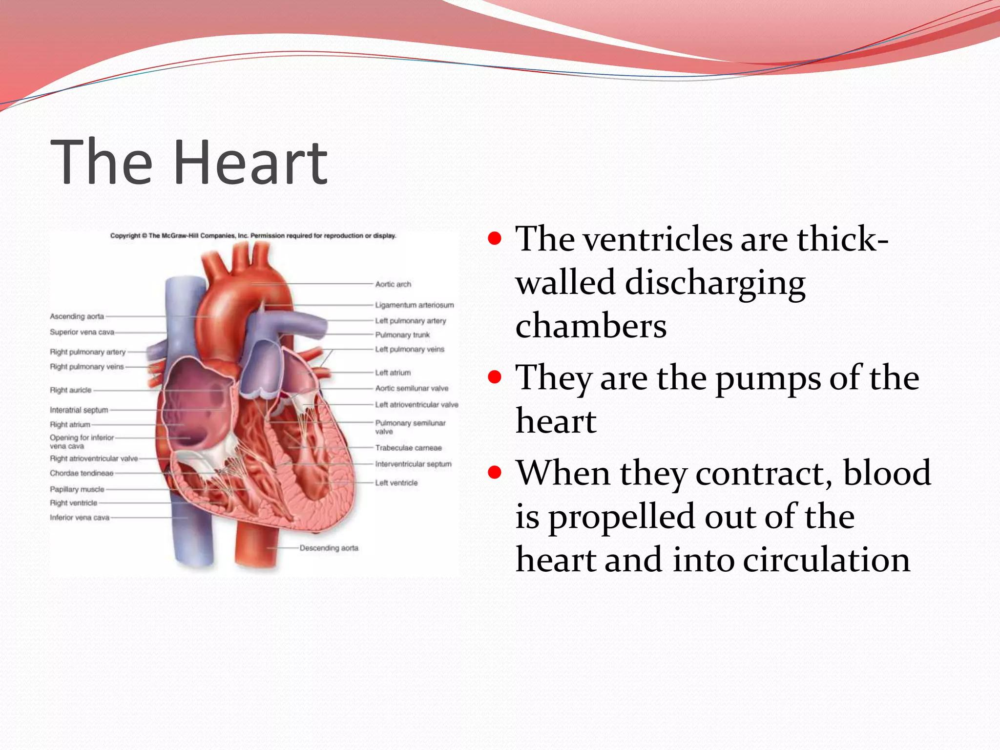 The Heart
Copyright © The McGraw-Hill Companies, Inc. Permission required for reproduction or display.
Ascending aorta
Superior vena cava
Right pulmonary artery
Right pulmonary veins
Right auricle
Interatrial septum
Right atrium
Opening for inferior
vena cava
Right atrioventricular valve
Chordae tendineae
Papillary muscle
Right ventricle
Inferior vena cava
Aortic arch
Ligamentum arteriosum
Left pulmonary artery
Pulmonary trunk
Left pulmonary veins
Left atrium
Aortic semilunar valve
Left atrioventricular valve
Pulmonary semilunar
valve
Trabeculae carneae
Interventricular septum
Left ventricle
Descending aorta
• The ventricles are thick-
walled discharging
chambers
• They are the pumps of the
heart
• When they contract, blood
is propelled out of the
heart and into circulation